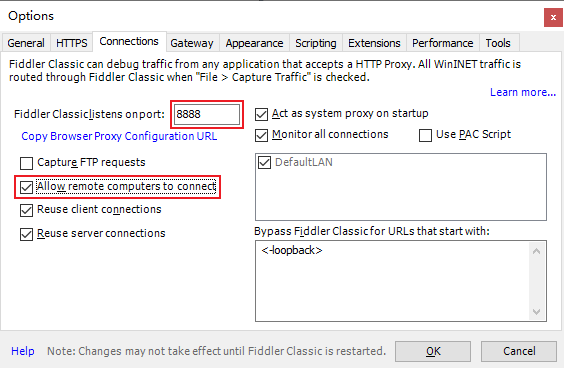 Options
General HTTPS Connections Gateway Appearance Scripting Extensions Performance Tools
Fiddler Classic can debug traffic from any application that accepts a HTTP Proxy. All WinINET traffic is
routed through Fiddler Classic when "File > Capture Traffic" is checked.
Learn more...
Fiddler Classic listens on port: 8888
Act as system proxy on startup
Copy Browser Proxy Configuration URL
Monitor all connections Use PAC Script
Capture FTP requests
DefaultLAN
Allow remote computers to connect
Reuse client connections
Reuse server connections
Bypass Fiddler Classic for URLs that start with:
<-loopback>
Help Note: Changes may not take effect until Fiddler Classic is restarted. OK Cancel